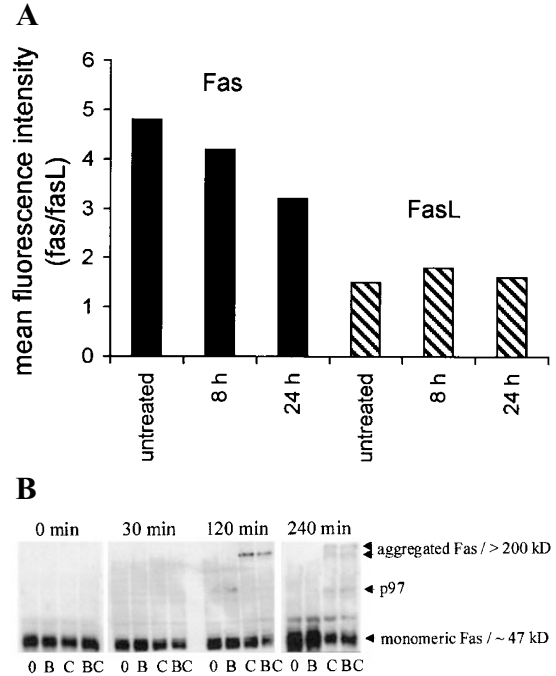 A
mean fluorescence intensity
(fas/fasL)
6
5
4
3
2
1
0
Fas
FasL
untreated
8 h
24 h
untreated
8 h
24 h
B
0 min 30 min 120 min 240 min
aggregated Fas / > 200 kD
p97
monomeric Fas / ~ 47 kD
0 B C BC 0 B C BC 0 B C BC 0 B C BC